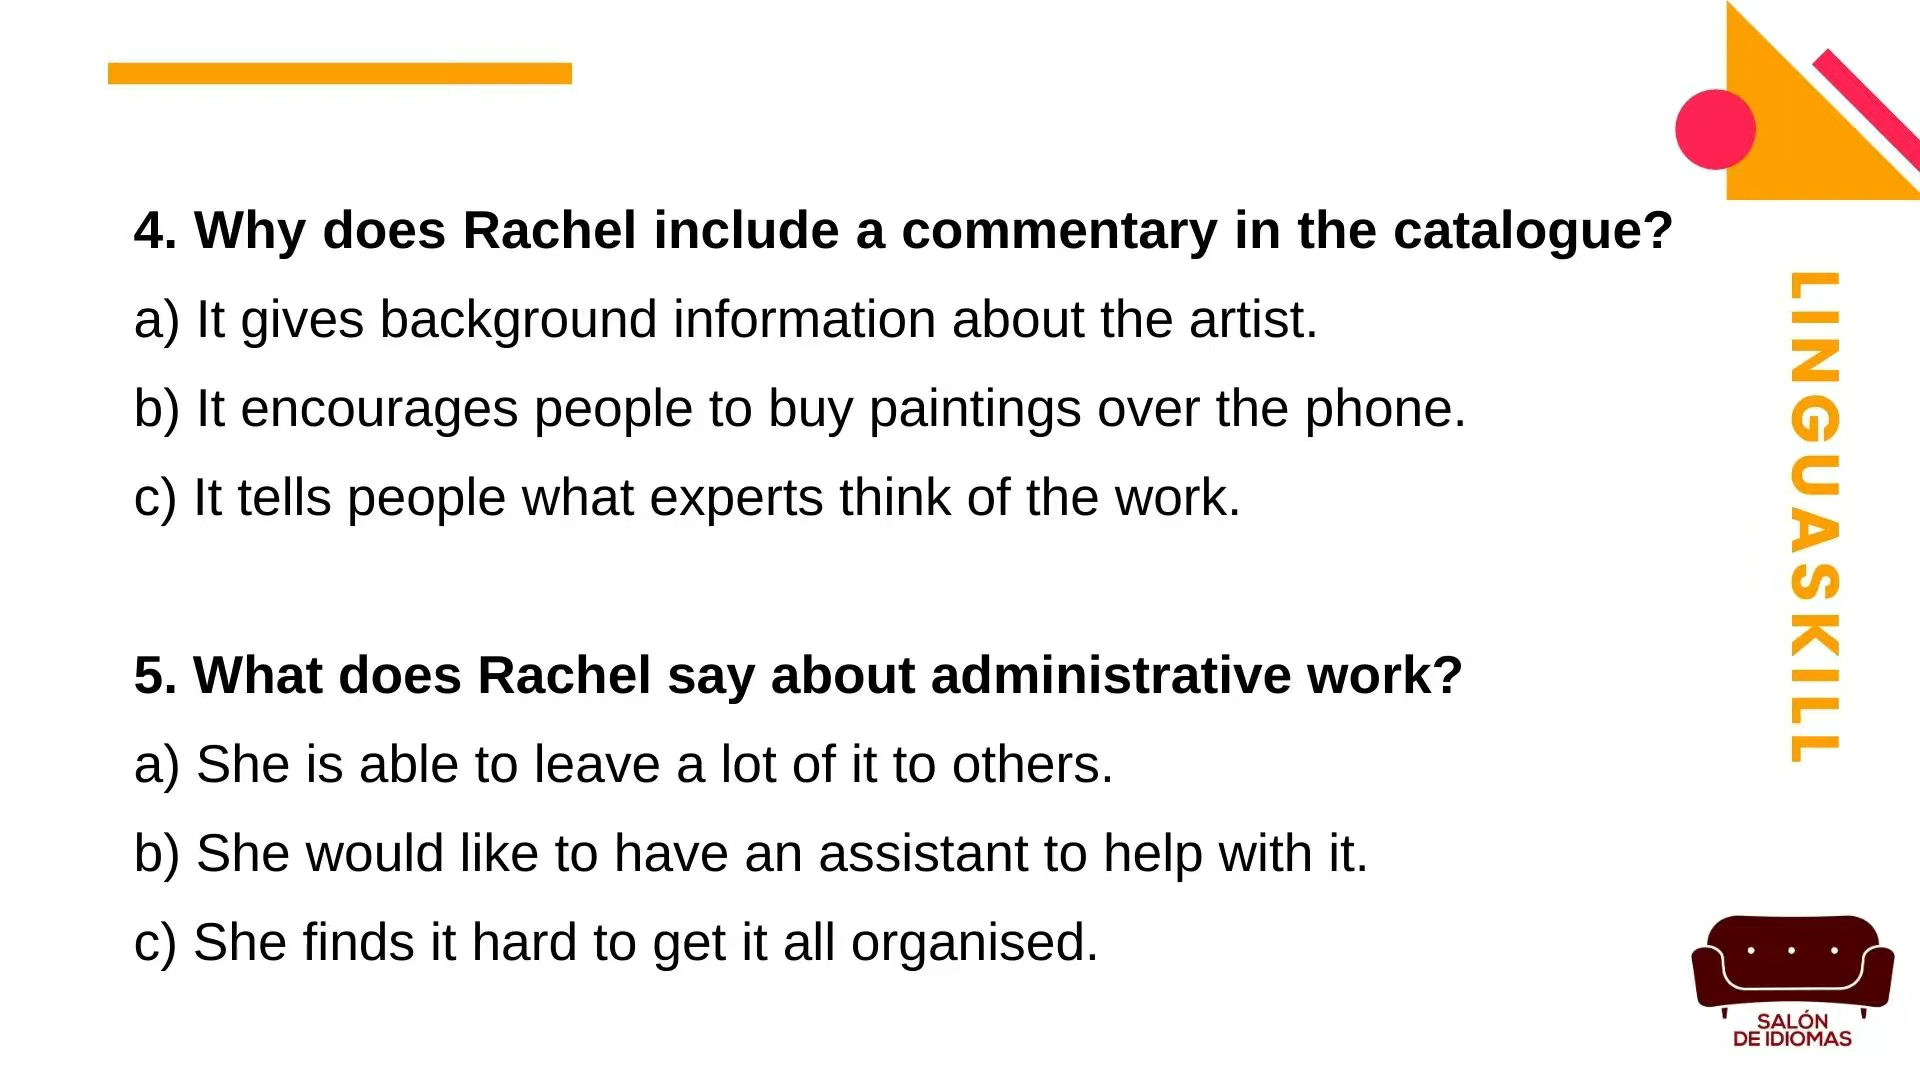 4. Why does Rachel include a commentary in the catalogue?
a) It gives background information about the artist.
b) It encourages people to buy paintings over the phone.
c) It tells people what experts think of the work.
5. What does Rachel say about administrative work?
a) She is able to leave a lot of it to others.
b) She would like to have an assistant to help with it.
c) She finds it hard to get it all organised.
LINGUASKILL
SALÓN
DE IDIOMAS